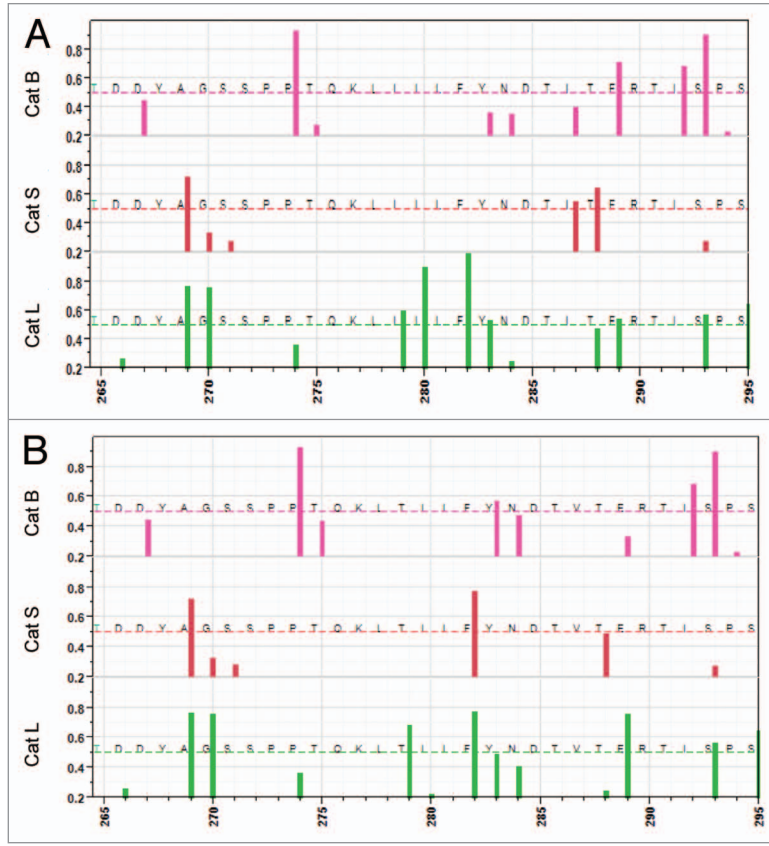 A
Cat B
0.8
0.6
T D D Y A G S S P P T Q K L I I I F Y N D T I T E R T I S P S
0.4
0.2
Cat S
0.8
0.6
T D D Y A G S S P P T Q K L I I I F Y N D T I T E R T I S P S
0.4
0.2
Cat L
0.8
0.6
T D D Y A G S S P P T Q K L I I I F Y N D T I T E R T I S P S
0.4
0.2
265 270 275 280 285 290 295
B
Cat B
0.8
0.6
T D D Y A G S S P P T Q K L T I I F Y N D T V T E R T I S P S
0.4
0.2
Cat S
0.8
0.6
T D D Y A G S S P P T Q K L T I I F Y N D T V T E R T I S P S
0.4
0.2
Cat L
0.8
0.6
T D D Y A G S S P P T Q K L T I I F Y N D T V T E R T I S P S
0.4
0.2
265 270 275 280 285 290 295